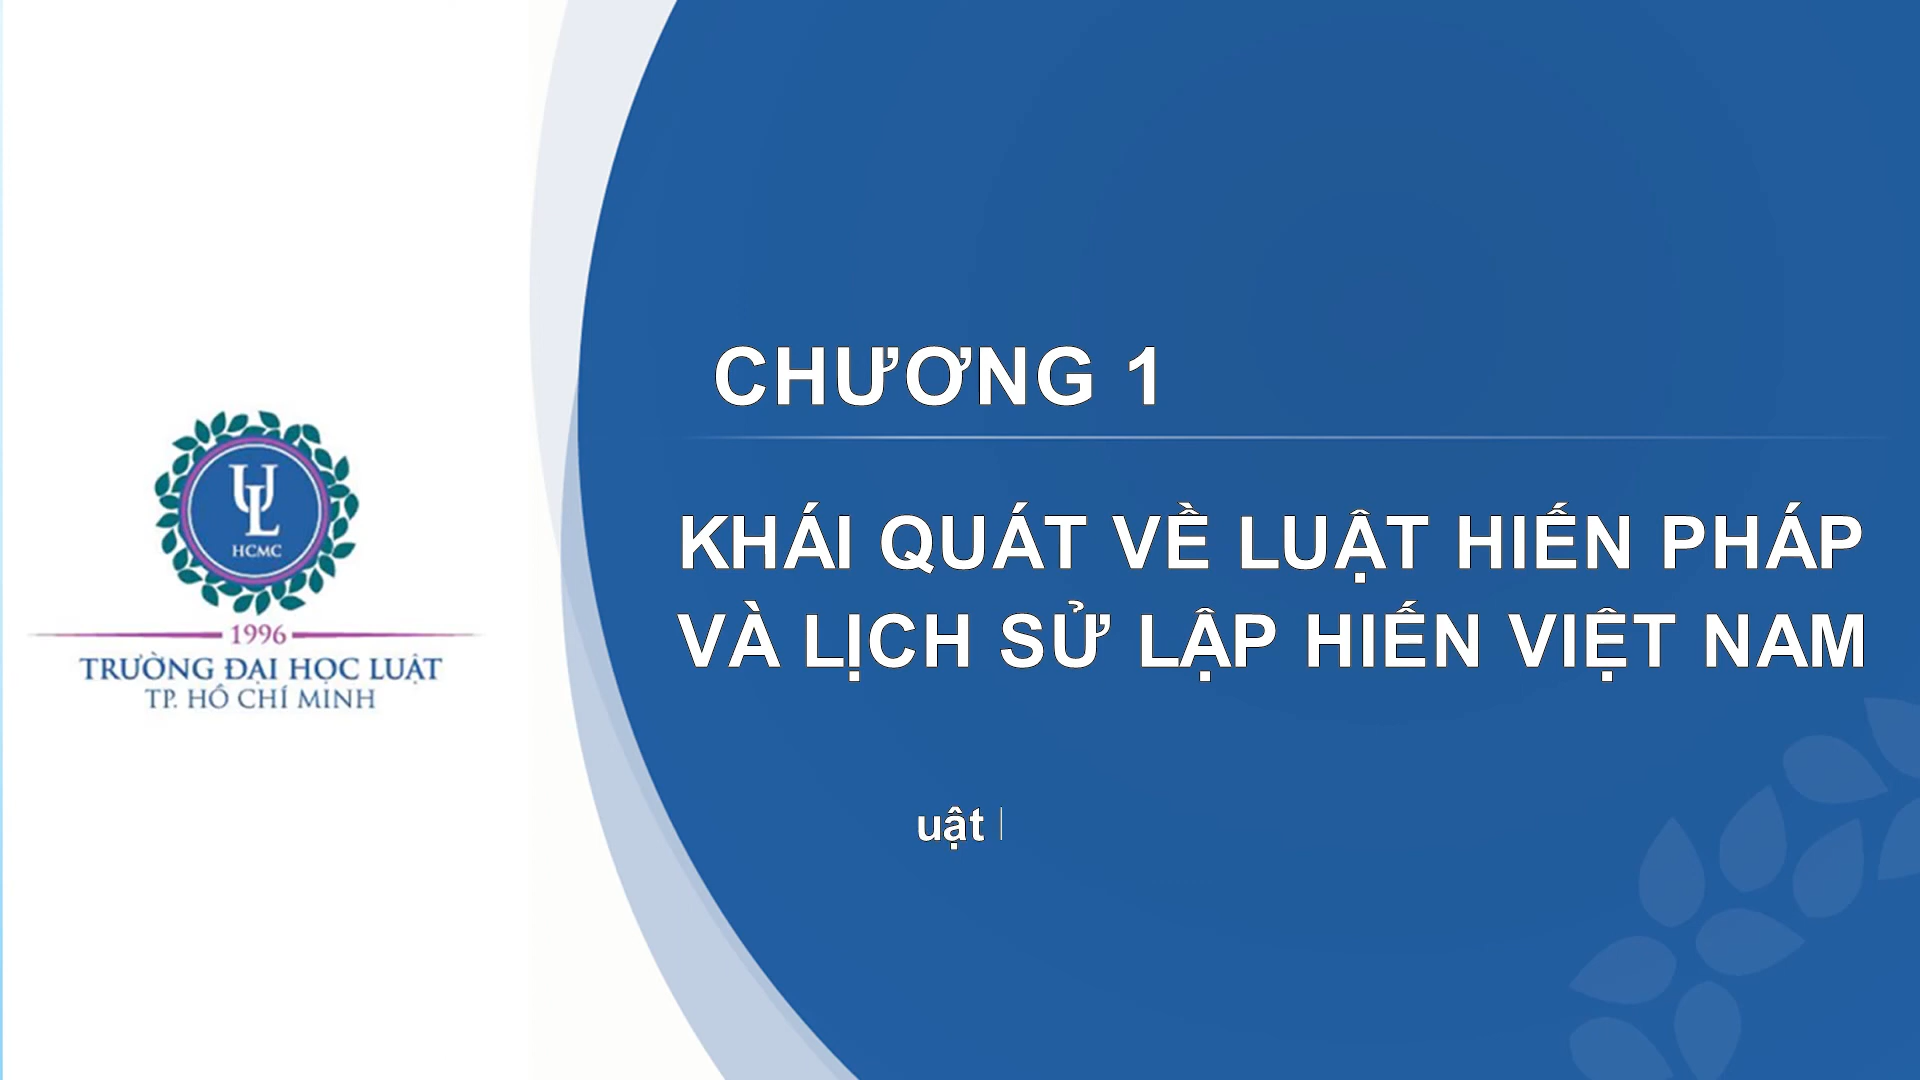 CHƯƠNG 1
KHÁI QUÁT VỀ LUẬT HIẾN PHÁP
VÀ LỊCH SỬ LẬP HIẾN VIỆT NAM
uật
UL
HCMC
1996
TRƯỜNG ĐẠI HỌC LUẬT
TP. HỒ CHÍ MINH